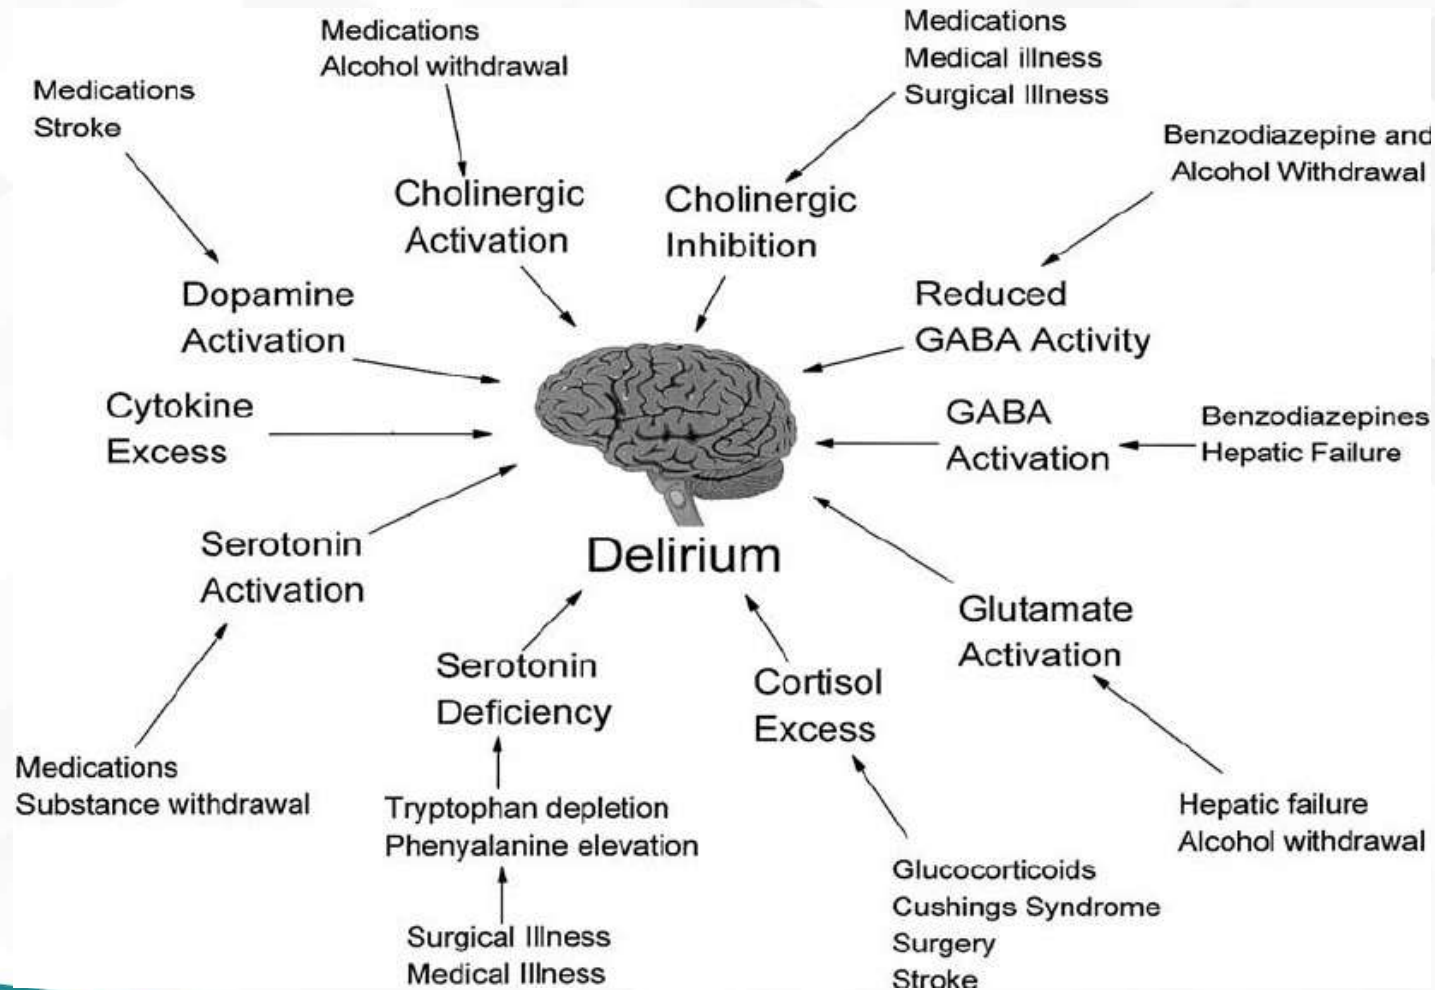 Medications
Alcohol withdrawal
Medications
Medical illness
Surgical Illness
Medications
Stroke
Benzodiazepine and
Alcohol Withdrawal
Cholinergic
Activation
Cholinergic
Inhibition
Dopamine
Activation
Reduced
GABA Activity
Cytokine
Excess
GABA
Activation
Benzodiazepines
Hepatic Failure
Serotonin
Activation
Delirium
Glutamate
Activation
Serotonin
Deficiency
Cortisol
Excess
Medications
Substance withdrawal
Tryptophan depletion
Phenyalanine elevation
Hepatic failure
Alcohol withdrawal
Glucocorticoids
Cushings Syndrome
Surgery
Stroke
Surgical Illness
Medical Illness